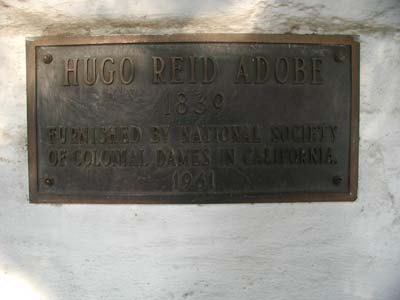 HUGO REID ADOBE
1839
FURNISHED BY NATIONAL SOCIETY
OF COLONIAL DAMES IN CALIFORNIA.
1961